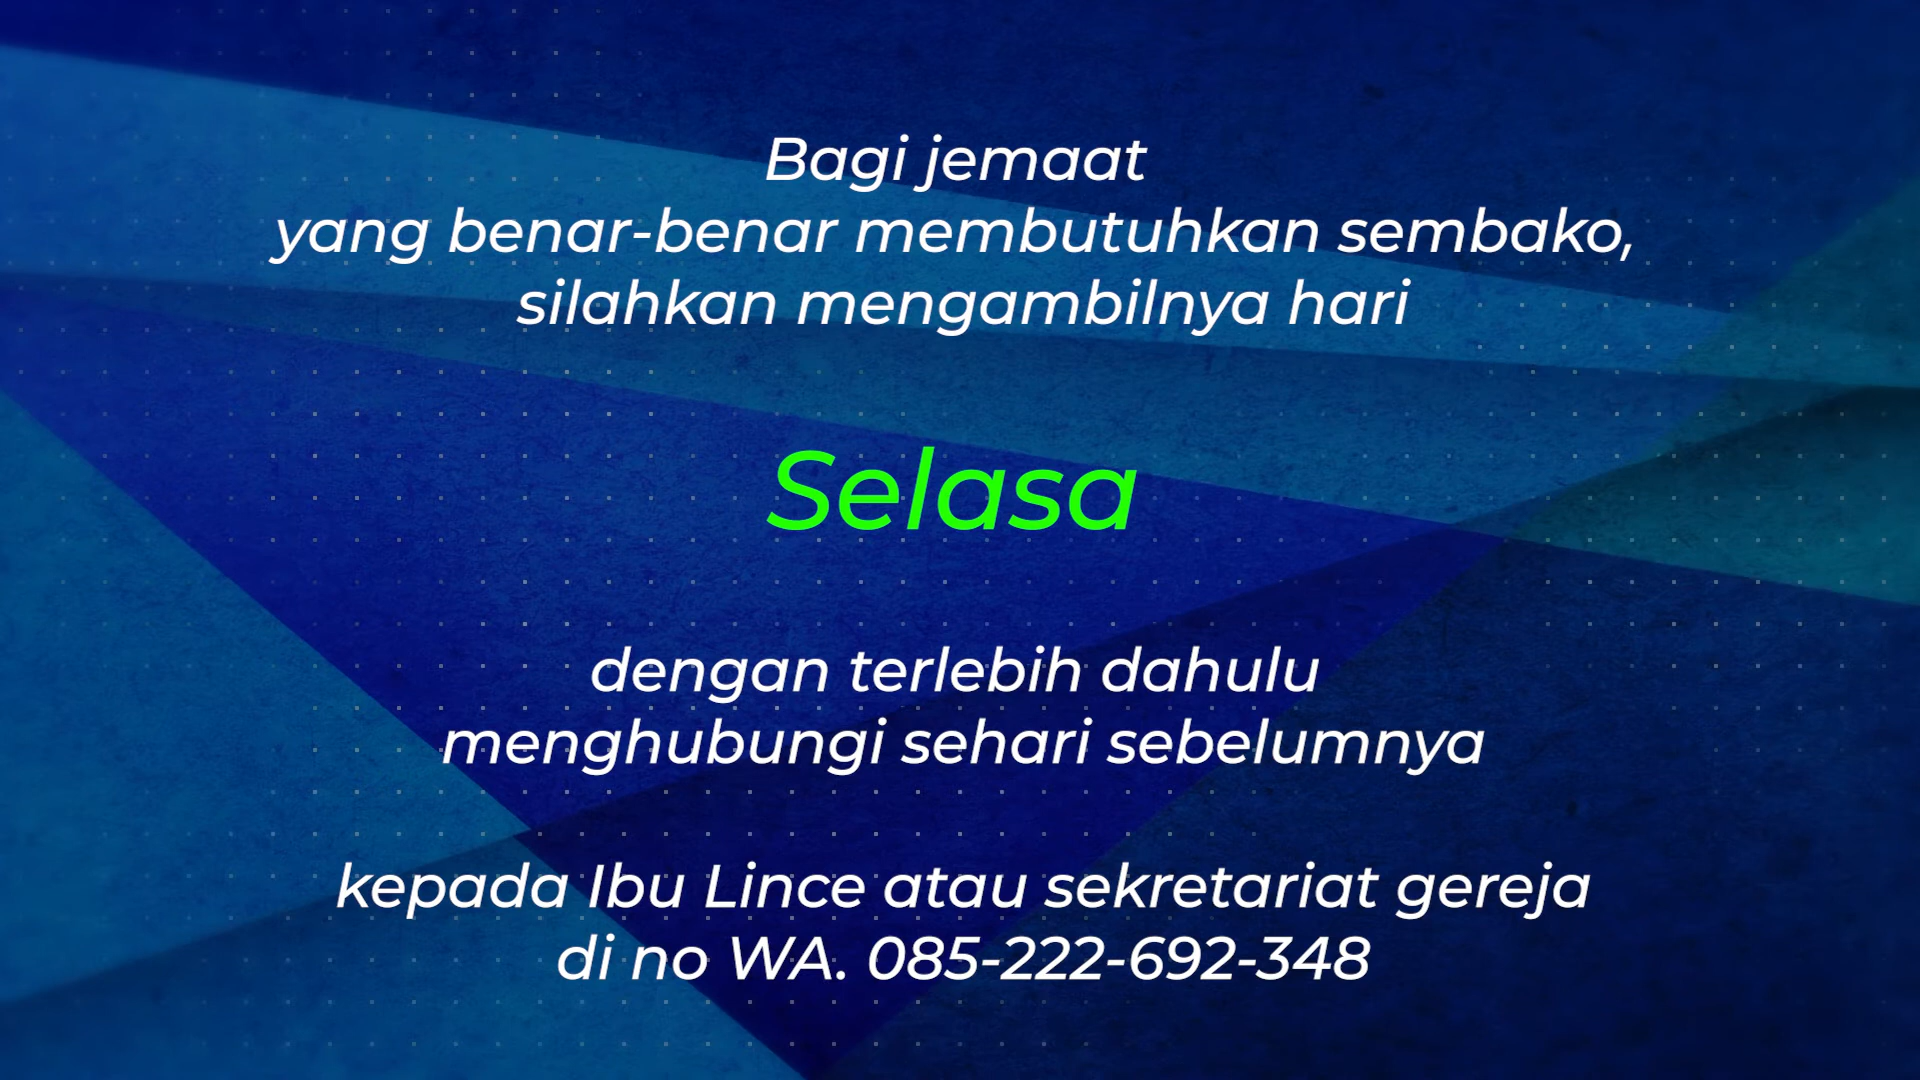 Bagi jemaat
yang benar-benar membutuhkan sembako,
silahkan mengambilnya hari
Selasa
dengan terlebih dahulu
menghubungi sehari sebelumnya
kepada Ibu Lince atau sekretariat gereja
di no WA. 085-222-692-348